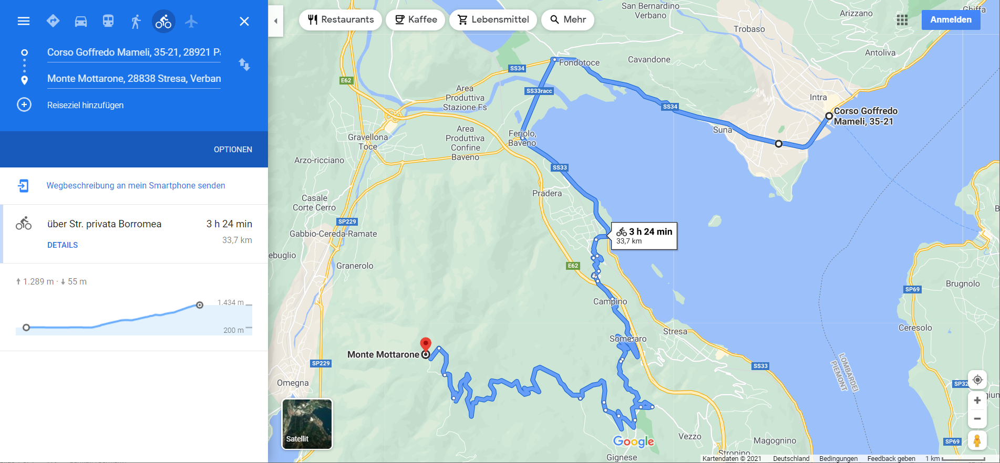 Corso Goffredo Mameli, 35-21, 28921 Pa
Monte Mottarone, 28838 Stresa, Verban
Reiseziel hinzufügen
OPTIONEN
Wegbeschreibung an mein Smartphone senden
über Str. privata Borromea
3 h 24 min
33,7 km
DETAILS
1.289 m · 55 m
1.434 m
200 m
Restaurants
Kaffee
Lebensmittel
Mehr
Anmelden
San Bernardino
Verbano
Arizzano
Ghiffa
Trobaso
Antoliva
Cavandone
Fondotoce
SS34
E62
SS33racc
Area
Produttiva
Stazione Fs
Intra
SS34
Corso Goffredo
Mameli, 35-21
Suna
Area
Produttiva
Confine
Baveno
Feriolo,
Baveno
Gravellona
Toce
Arzo-ricciano
SS33
Pradera
Casale
Corte Cerro
SP229
Gabbio-Cereda-Ramate
3 h 24 min
33,7 km
B
ebuglio
Granerolo
E62
Campino
SP69
Brugnolo
Ceresolo
Stresa
Someraro
Monte Mottarone
SP229
SS33
LOMBARDEI
PIEMONT
Omegna
SP32
giun
Satellit
Google
Vezzo
Magognino
SP69
Stropino
Gignese
Kartendaten © 2021
Deutschland
Bedingungen
Feedback geben
1 km